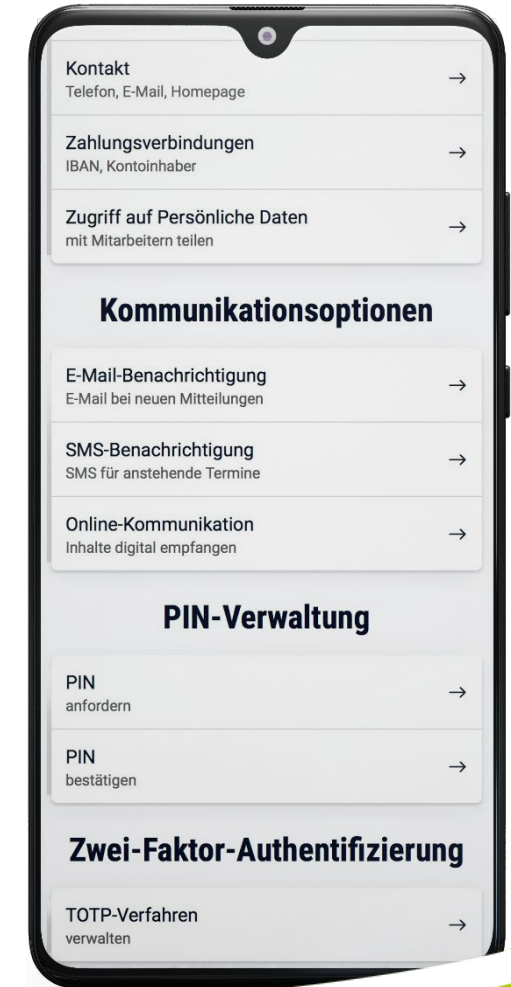 Kontakt
Telefon, E-Mail, Homepage
Zahlungsverbindungen
IBAN, Kontoinhaber
Zugriff auf Persönliche Daten
mit Mitarbeitern teilen
Kommunikationsoptionen
E-Mail-Benachrichtigung
E-Mail bei neuen Mitteilungen
SMS-Benachrichtigung
SMS für anstehende Termine
Online-Kommunikation
Inhalte digital empfangen
PIN-Verwaltung
PIN
anfordern
PIN
bestätigen
Zwei-Faktor-Authentifizierung
TOTP-Verfahren
verwalten